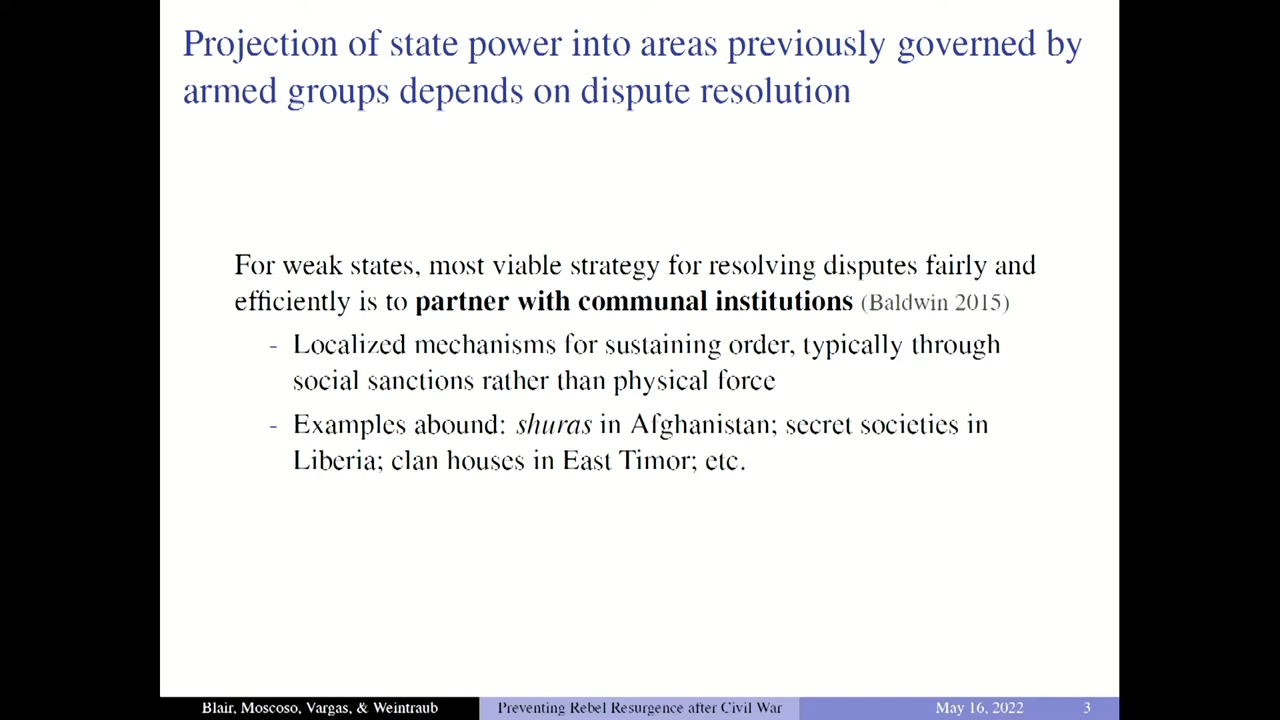 Projection of state power into areas previously governed by
armed groups depends on dispute resolution
For weak states, most viable strategy for resolving disputes fairly and
efficiently is to partner with communal institutions (Baldwin 2015)
- Localized mechanisms for sustaining order, typically through
social sanctions rather than physical force
- Examples abound: shuras in Afghanistan; secret societies in
Liberia; clan houses in East Timor; etc.
Blair, Moscoso, Vargas, & Weintraub Preventing Rebel Resurgence after Civil War May 16, 2022 3